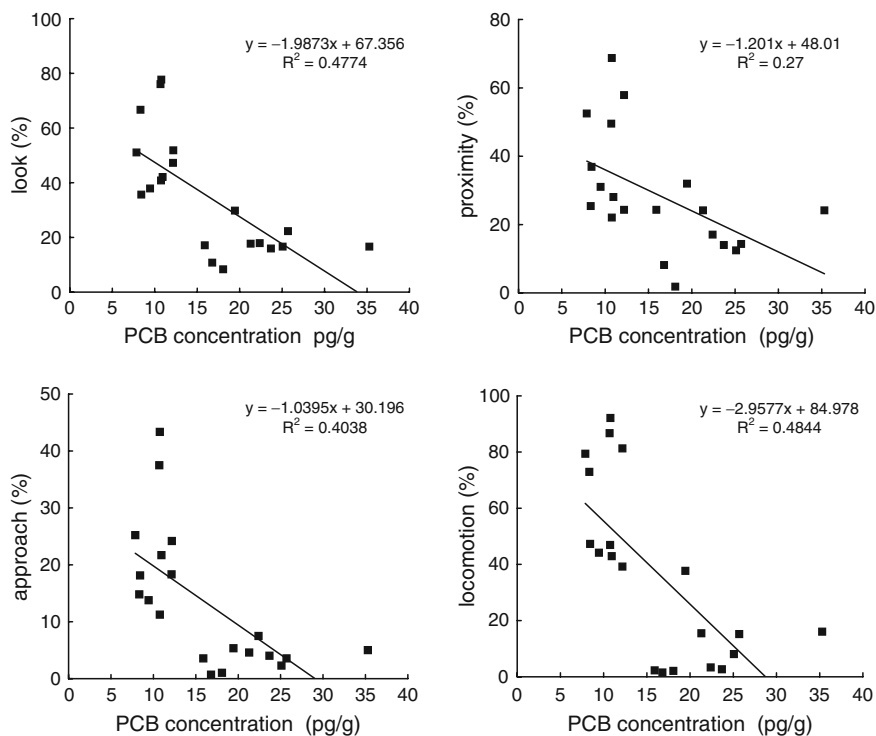 y = −1.9873x + 67.356
R² = 0.4774
100
80
60
40
20
0
look (%)
0 5 10 15 20 25 30 35 40
PCB concentration pg/g
y = −1.201x + 48.01
R² = 0.27
80
60
40
20
0
proximity (%)
0 5 10 15 20 25 30 35 40
PCB concentration (pg/g)
y = −1.0395x + 30.196
R² = 0.4038
50
40
30
20
10
0
approach (%)
0 5 10 15 20 25 30 35 40
PCB concentration (pg/g)
y = −2.9577x + 84.978
R² = 0.4844
100
80
60
40
20
0
locomotion (%)
0 5 10 15 20 25 30 35 40
PCB concentration (pg/g)